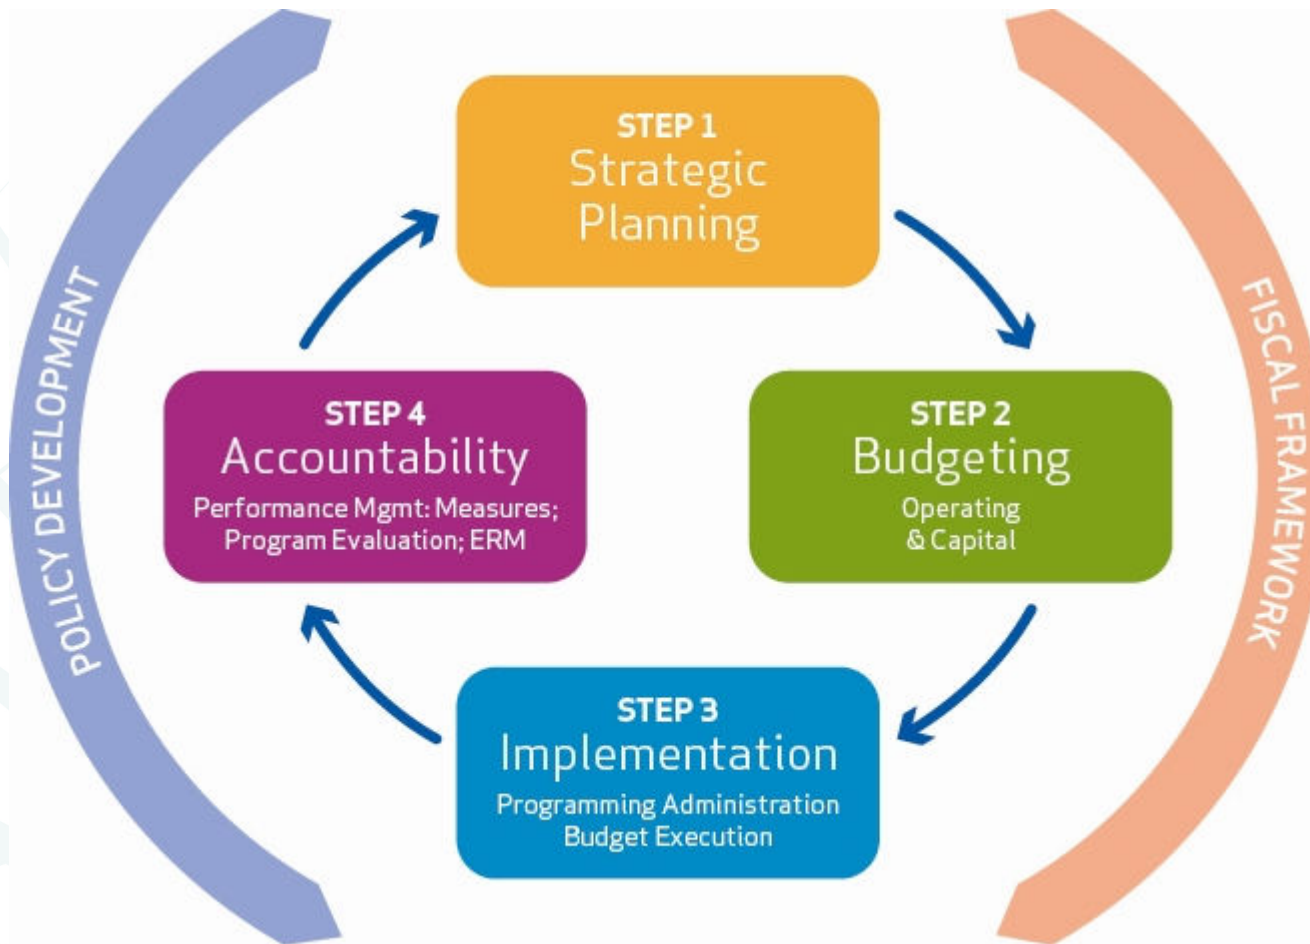 STEP 1
Strategic
Planning
STEP 2
Budgeting
Operating
& Capital
STEP 3
Implementation
Programming Administration
Budget Execution
STEP 4
Accountability
Performance Mgmt: Measures;
Program Evaluation; ERM
POLICY DEVELOPMENT
FISCAL FRAMEWORK